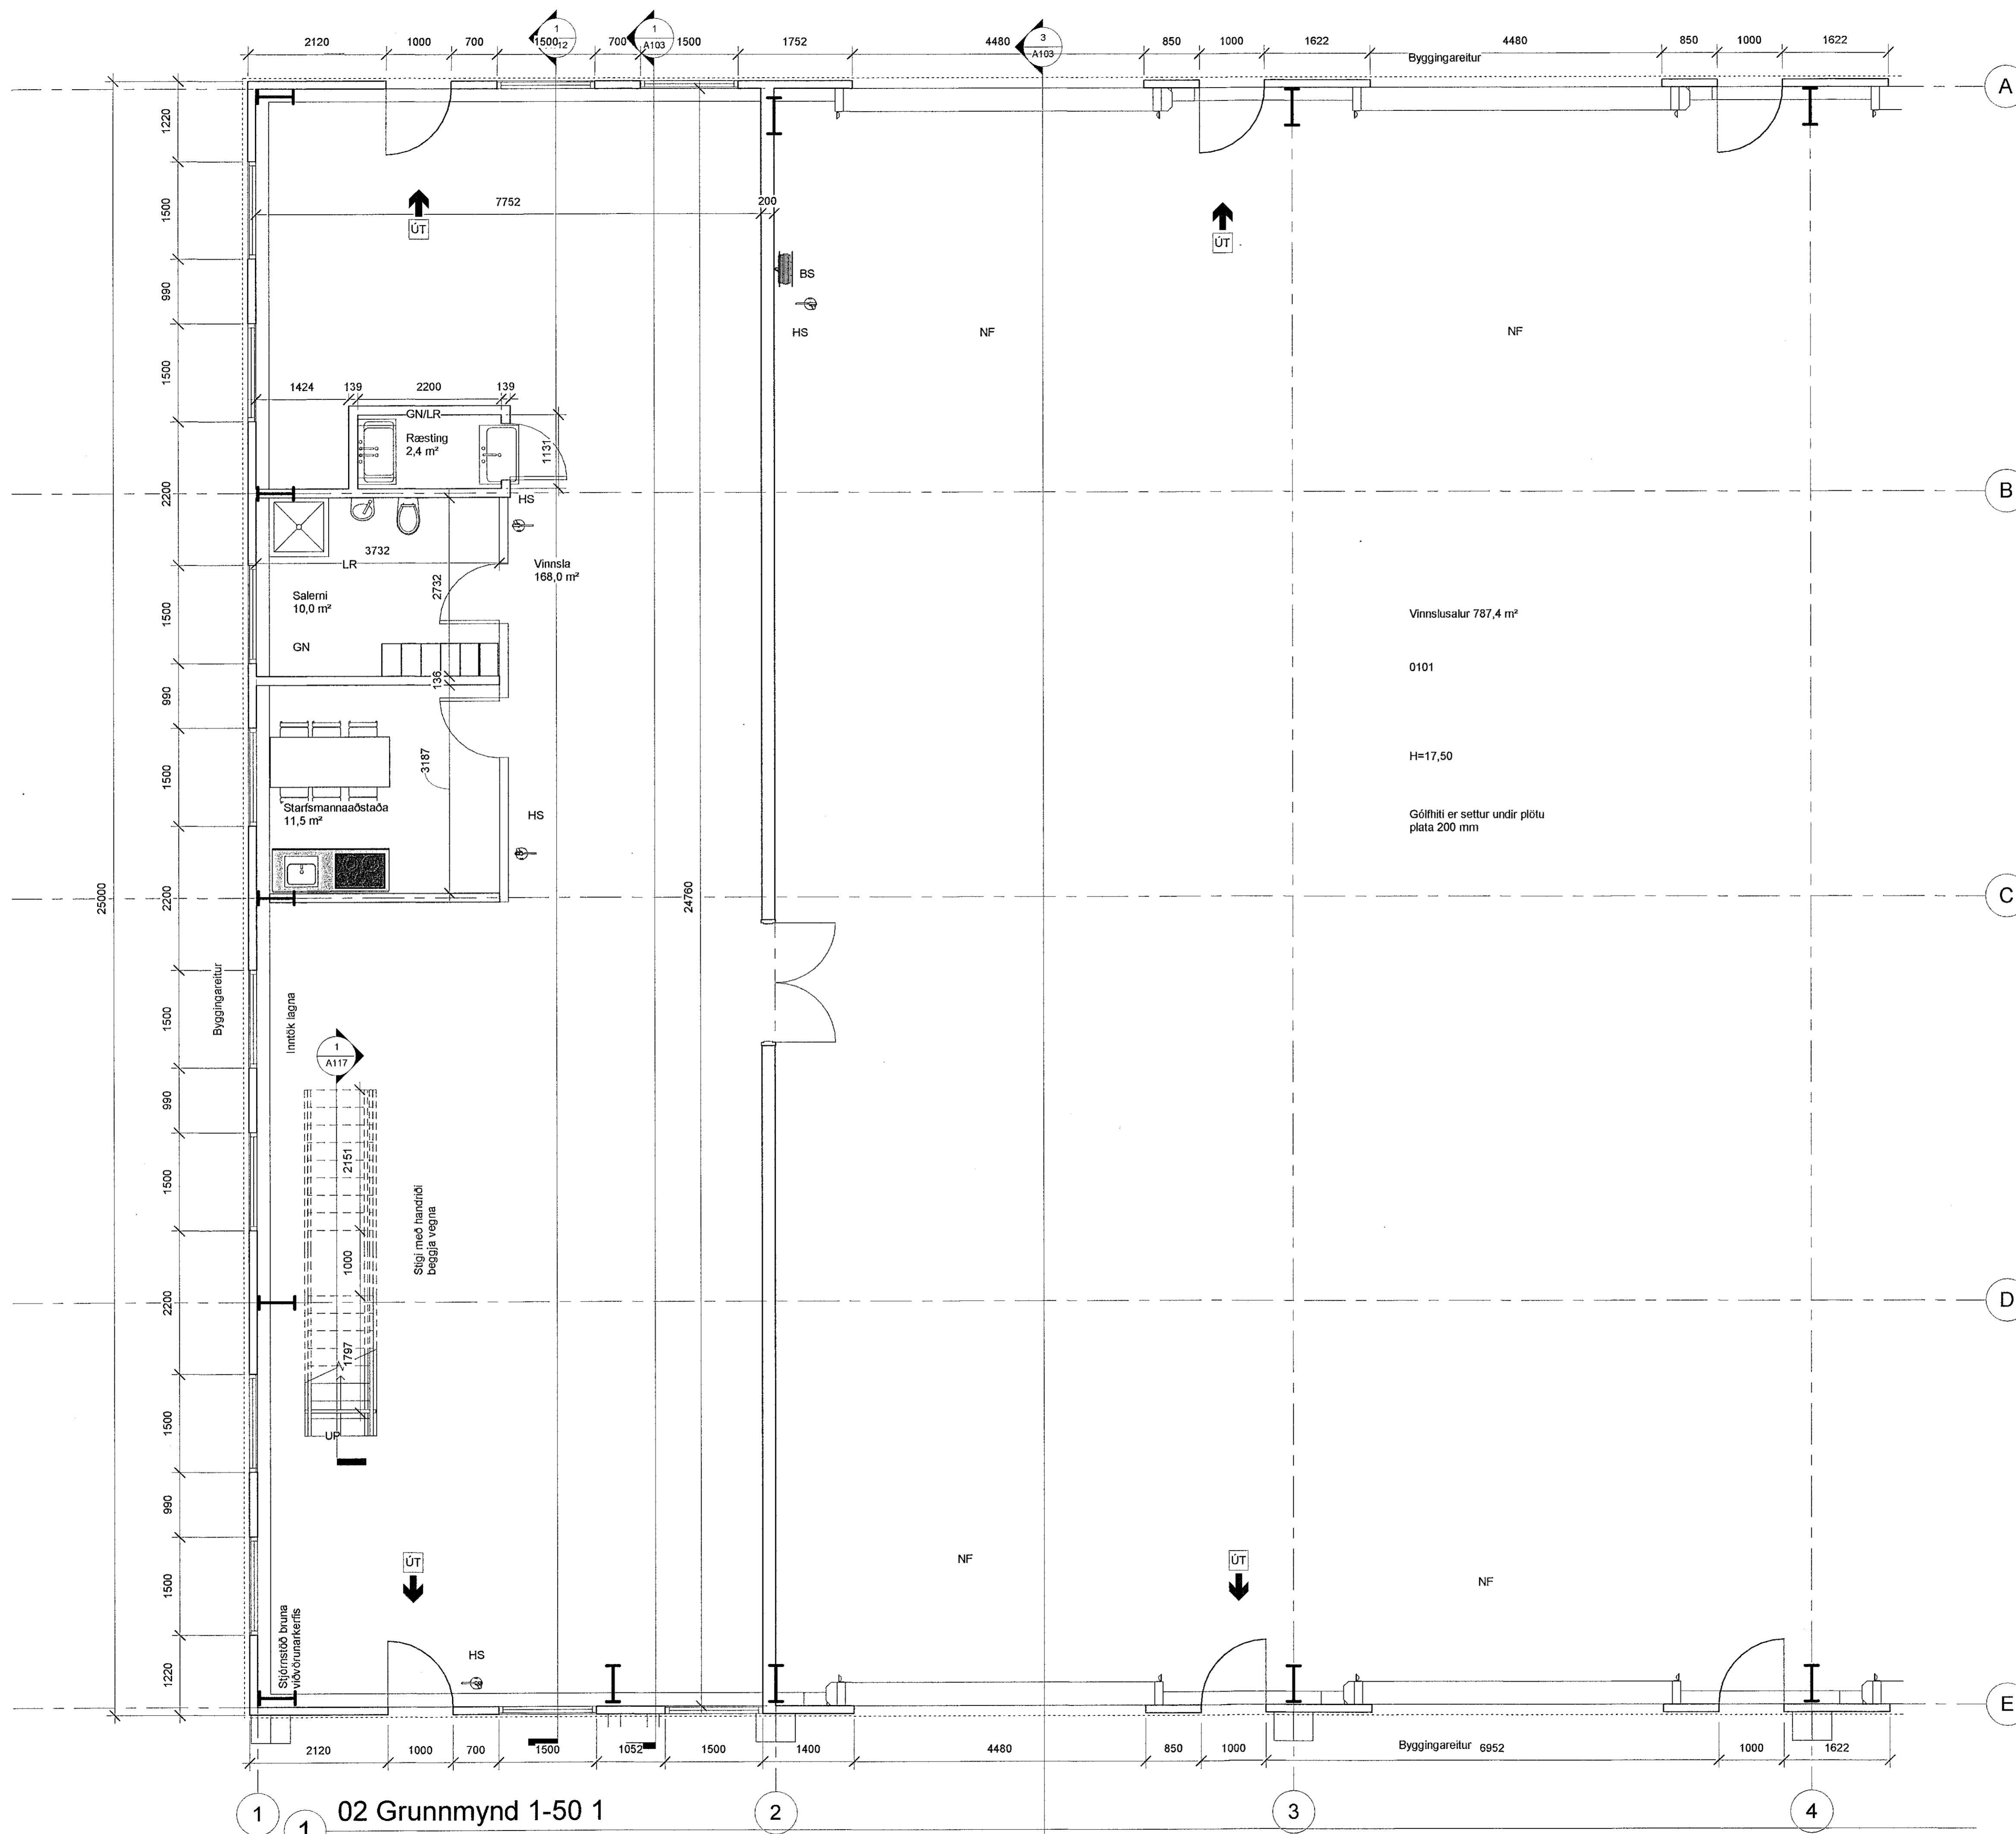 2120 1000 700 1500 700 1500 1752 4480 850 1000 1622 4480 850 1000 1622
1
1
A103
3
A103
Byggingareitur
A
1220
1500
990
1500
2200
1500
990
1500
2200
1500
990
1500
2200
1500
990
1500
1220
25000
7752
200
ÚT
ÚT
BS
HS
NF
NF
1424 139 2200 139
GN/LR
Ræsting
2,4 m²
1131
HS
B
3732
LR
2732
Vinnsla
168,0 m²
Salerni
10,0 m²
GN
136
Vinnslusalur 787,4 m²
0101
H=17,50
Gólfhiti er settur undir plötu
plata 200 mm
3187
Starfsmannaaðstaða
11,5 m²
HS
24760
C
Byggingareitur
Inntök lagna
1
A117
2151
1000
1797
Stigi með handriði
beggja vegna
UP
D
ÚT
ÚT
NF
NF
Stjórnstöð bruna
viðvörunarkerfis
HS
E
2120 1000 700 1500 1052 1500 1400 4480 850 1000 Byggingareitur 6952 1000 1622
1
2
3
4
1
02 Grunnmynd 1-50 1